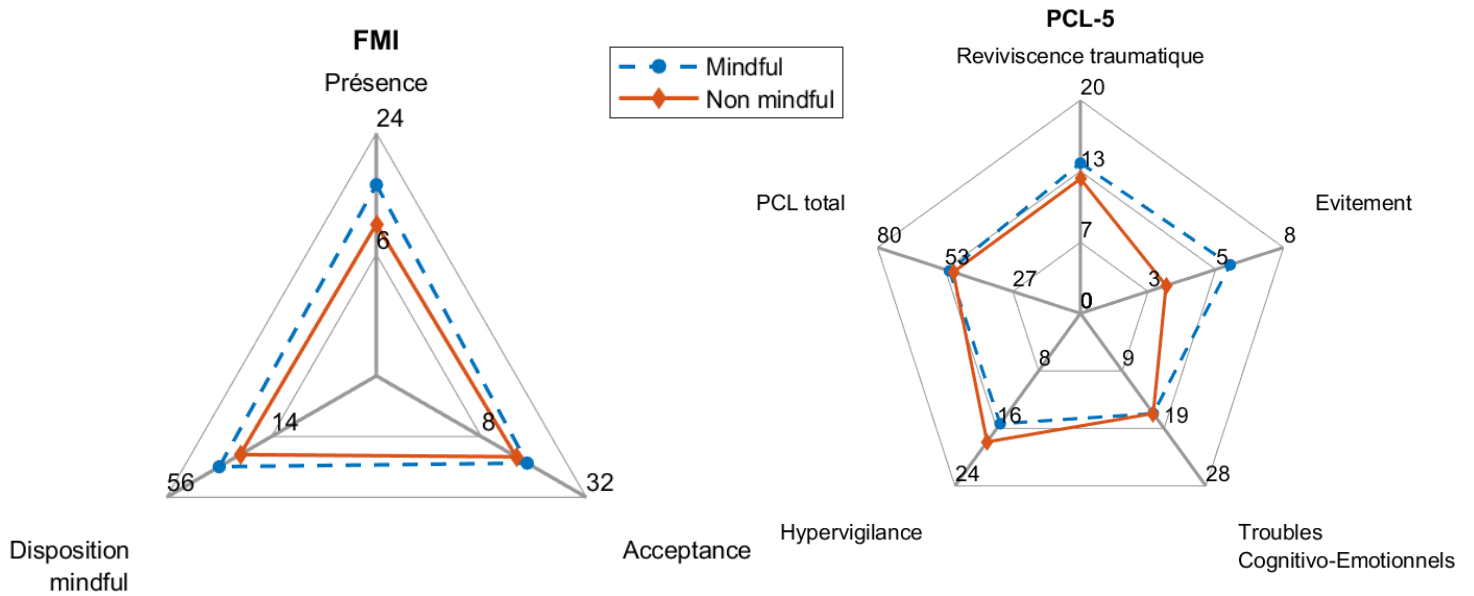 FMI
Présence
24
6
14
8
56
32
Disposition
mindful
Acceptance
Mindful
Non mindful
PCL-5
Reviviscence traumatique
20
13
PCL total
Evitement
7
80
8
53
5
27
3
0
8
9
16
19
24
28
Hypervigilance
Troubles
Cognitivo-Emotionnels